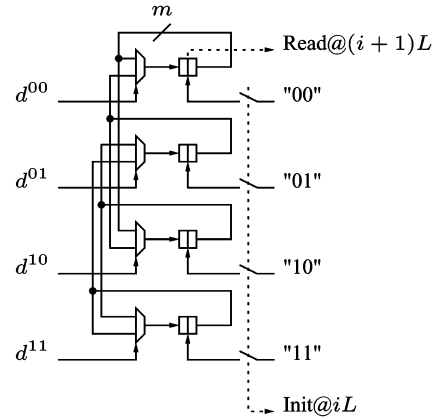 m
Read@(i + 1)L
d^{00} "00"
d^{01} "01"
d^{10} "10"
d^{11} "11"
Init@iL